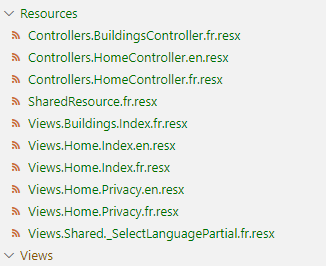 Resources
Controllers.BuildingsController.fr.resx
Controllers.HomeController.en.resx
Controllers.HomeController.fr.resx
SharedResource.fr.resx
Views.Buildings.Index.fr.resx
Views.Home.Index.en.resx
Views.Home.Index.fr.resx
Views.Home.Privacy.en.resx
Views.Home.Privacy.fr.resx
Views.Shared._SelectLanguagePartial.fr.resx
Views